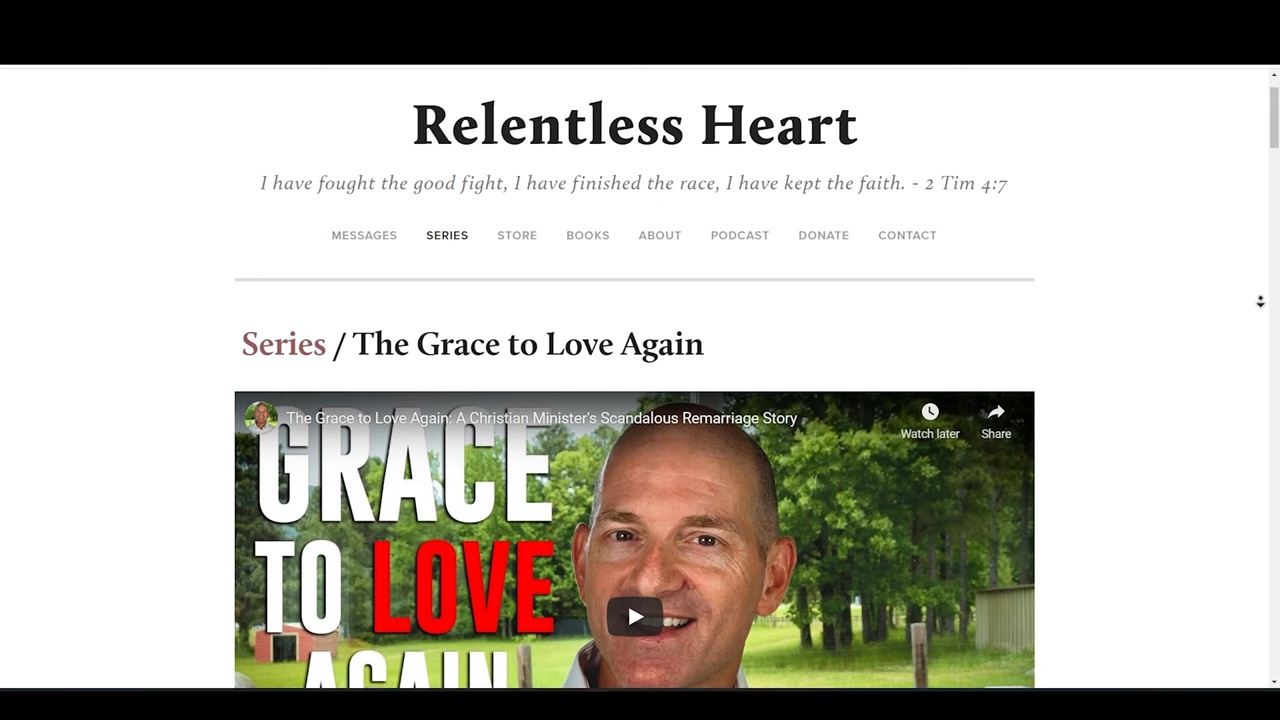 Relentless Heart
I have fought the good fight, I have finished the race, I have kept the faith. - 2 Tim 4:7
MESSAGES SERIES STORE BOOKS ABOUT PODCAST DONATE CONTACT
Series / The Grace to Love Again
The Grace to Love Again: A Christian Minister's Scandalous Remarriage Story
Watch later Share
GRACE
TO LOVE
AGAIN